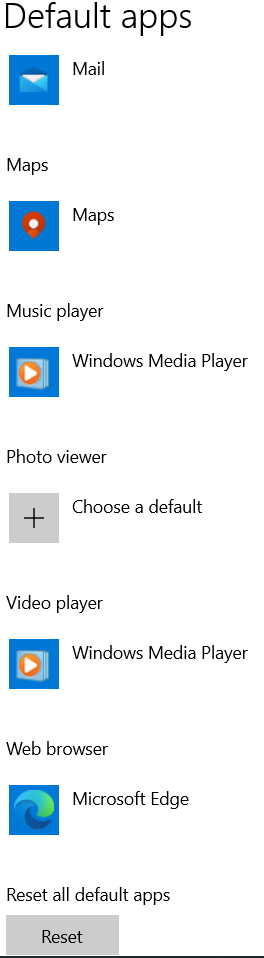 Default apps
Mail
Maps
Maps
Music player
Windows Media Player
Photo viewer
Choose a default
Video player
Windows Media Player
Web browser
Microsoft Edge
Reset all default apps
Reset